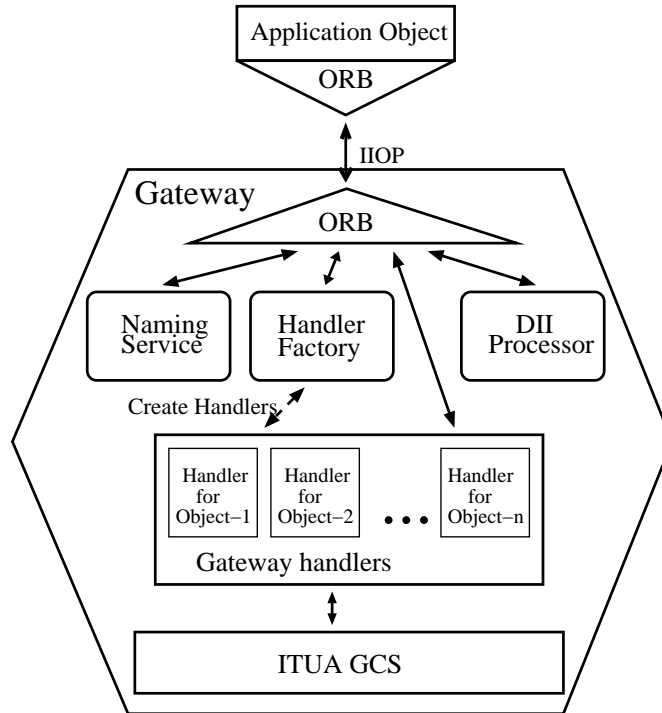 Application Object
ORB
IIOP
Gateway
ORB
Naming
Service
Handler
Factory
DII
Processor
Create Handlers
Handler
for
Object−1
Handler
for
Object−2
Handler
for
Object−n
Gateway handlers
ITUA GCS